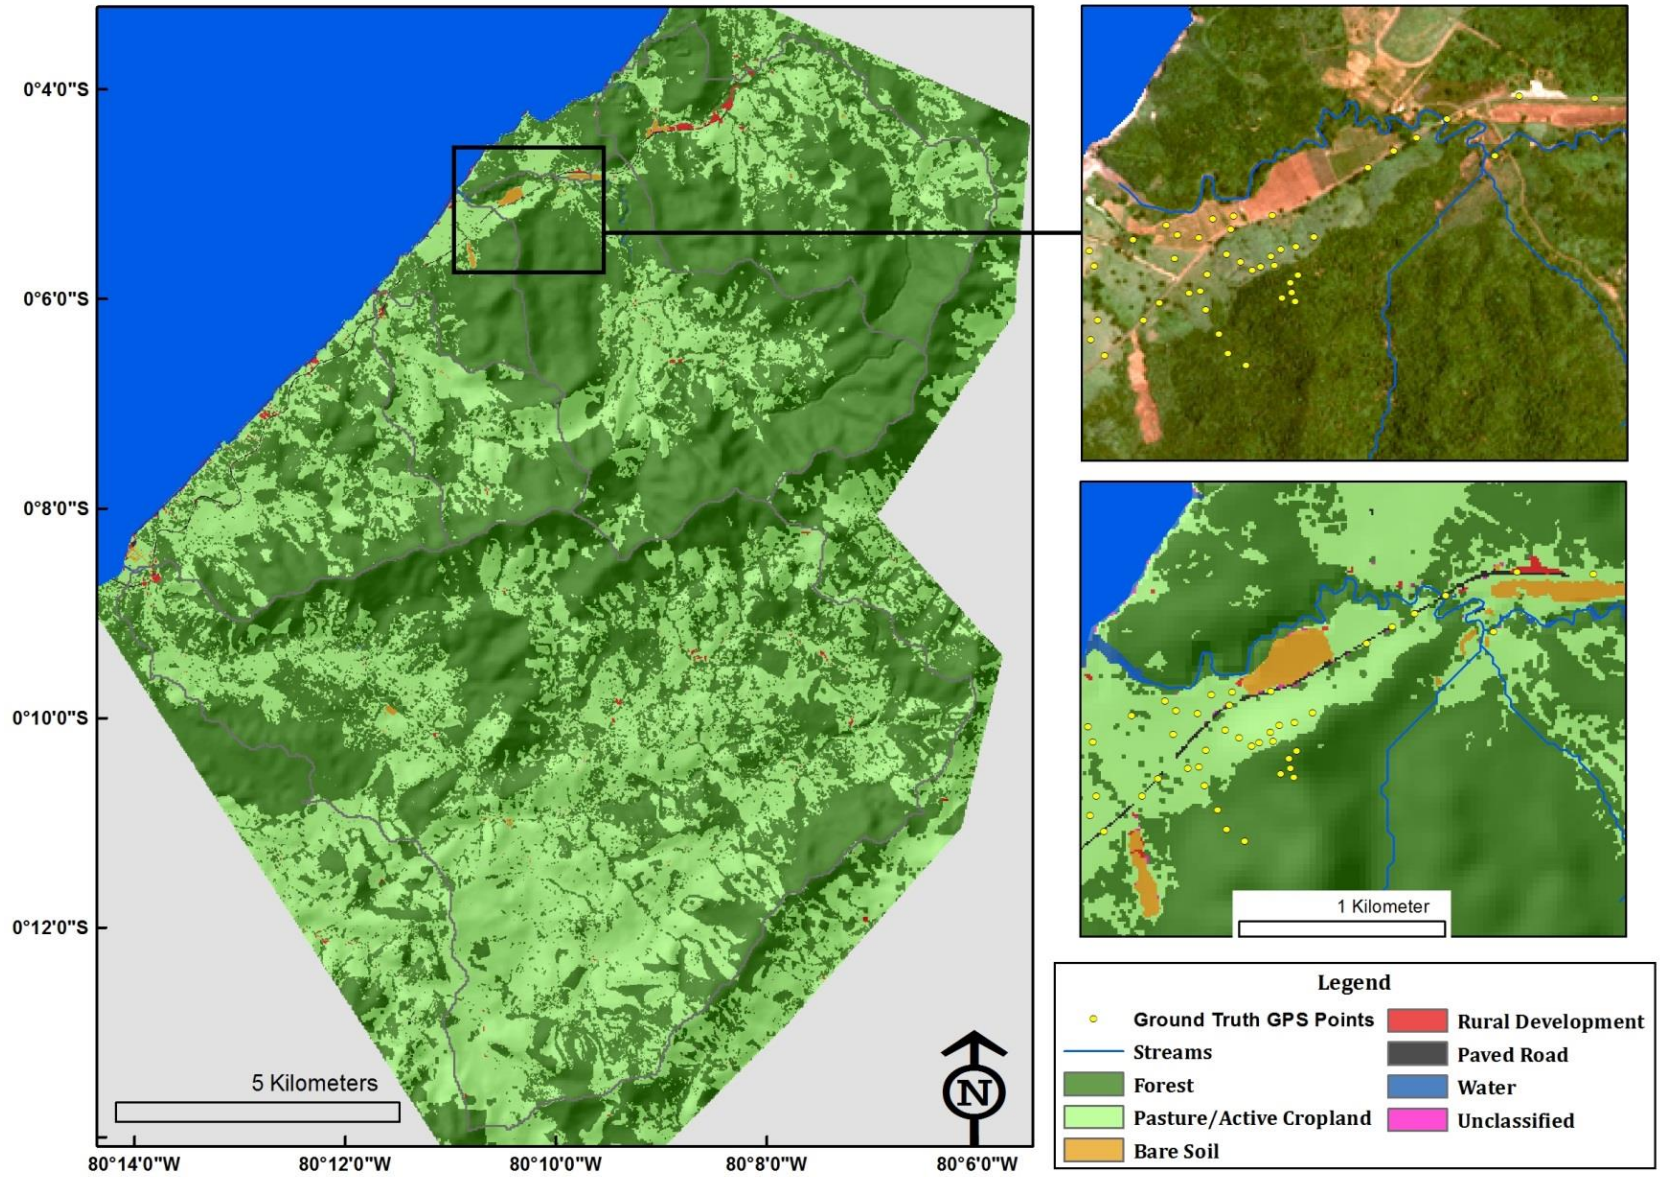 0°4'0"S
0°6'0"S
0°8'0"S
0°10'0"S
0°12'0"S
5 Kilometers
N
80°14'0"W
80°12'0"W
80°10'0"W
80°8'0"W
80°6'0"W
1 Kilometer
Legend
Ground Truth GPS Points
Streams
Forest
Pasture/Active Cropland
Bare Soil
Rural Development
Paved Road
Water
Unclassified